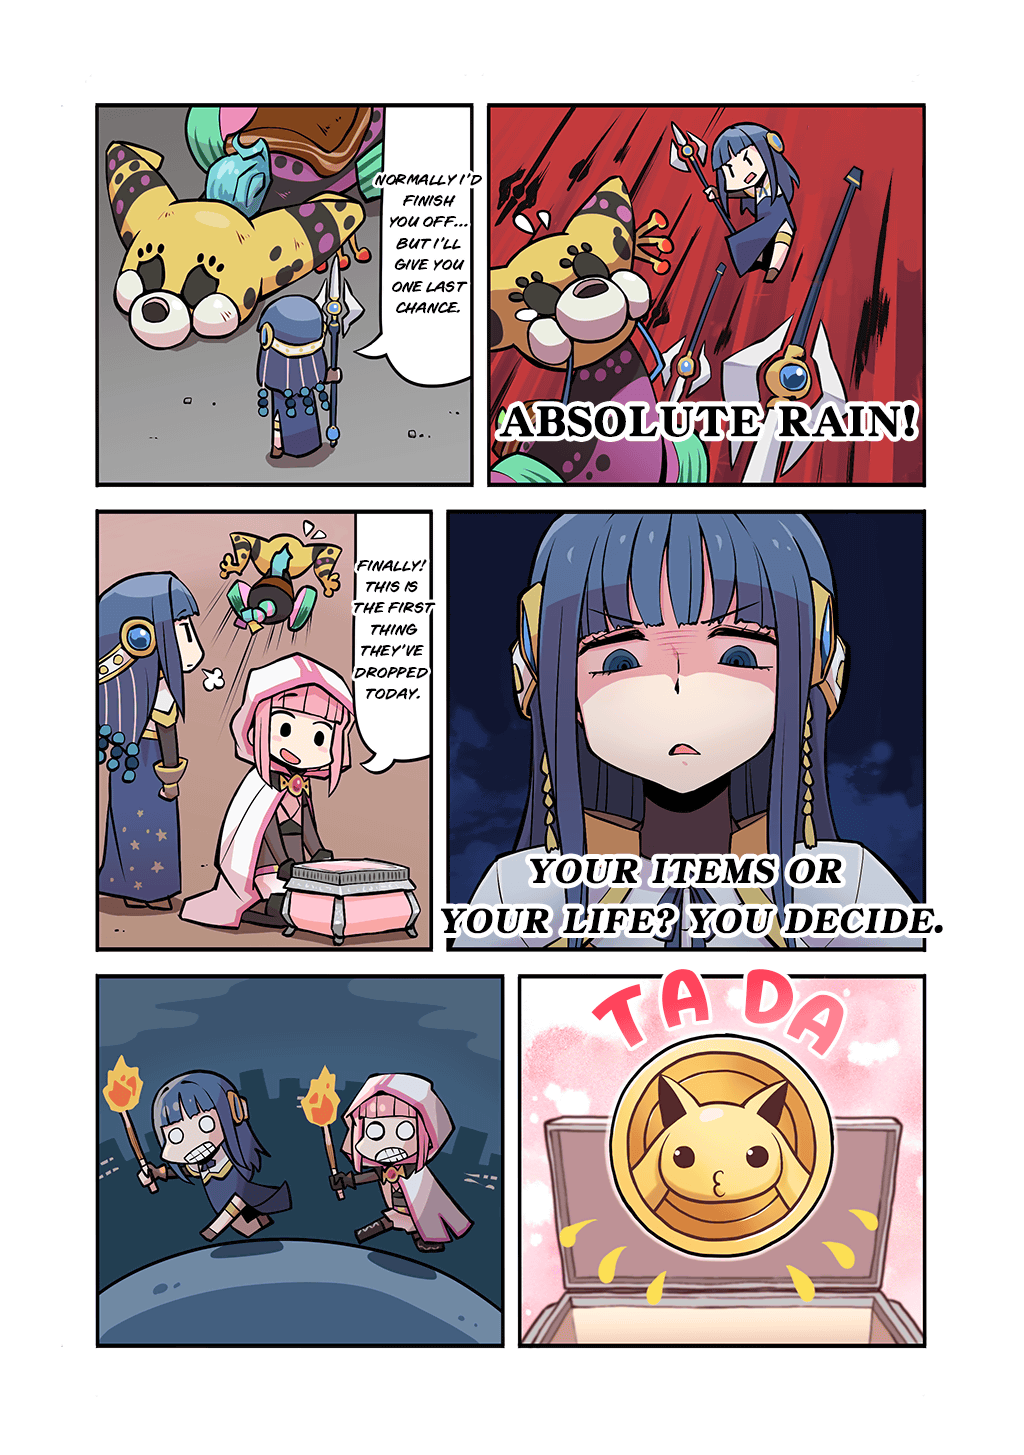 NORMALLY I'D
FINISH
YOU OFF...
BUT I'LL
GIVE YOU
ONE LAST
CHANCE.
ABSOLUTE RAIN!
FINALLY!
THIS IS
THE FIRST
THING
THEY'VE
DROPPED
TODAY.
YOUR ITEMS OR
YOUR LIFE? YOU DECIDE.
TA DA